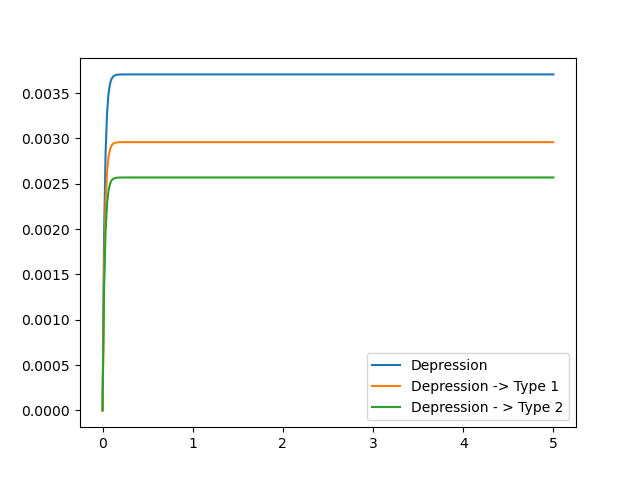 0.0035
0.0030
0.0025
0.0020
0.0015
0.0010
0.0005
0.0000
Depression
Depression -> Type 1
Depression - > Type 2
0 1 2 3 4 5